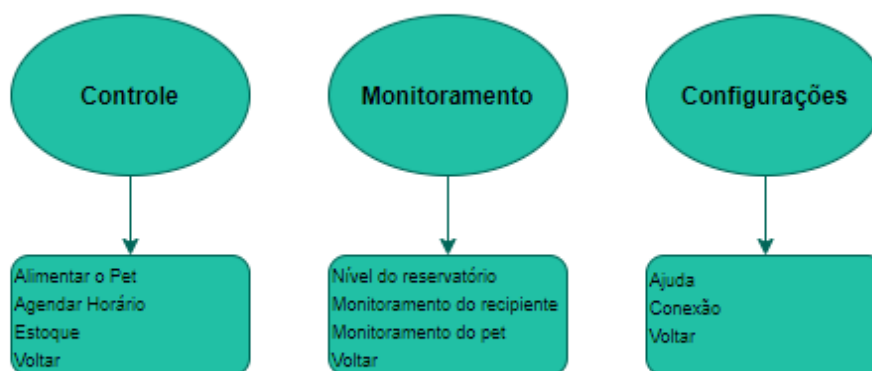 Controle
Monitoramento
Configurações
Alimentar o Pet
Agendar Horário
Estoque
Voltar
Nível do reservatório
Monitoramento do recipiente
Monitoramento do pet
Voltar
Ajuda
Conexão
Voltar